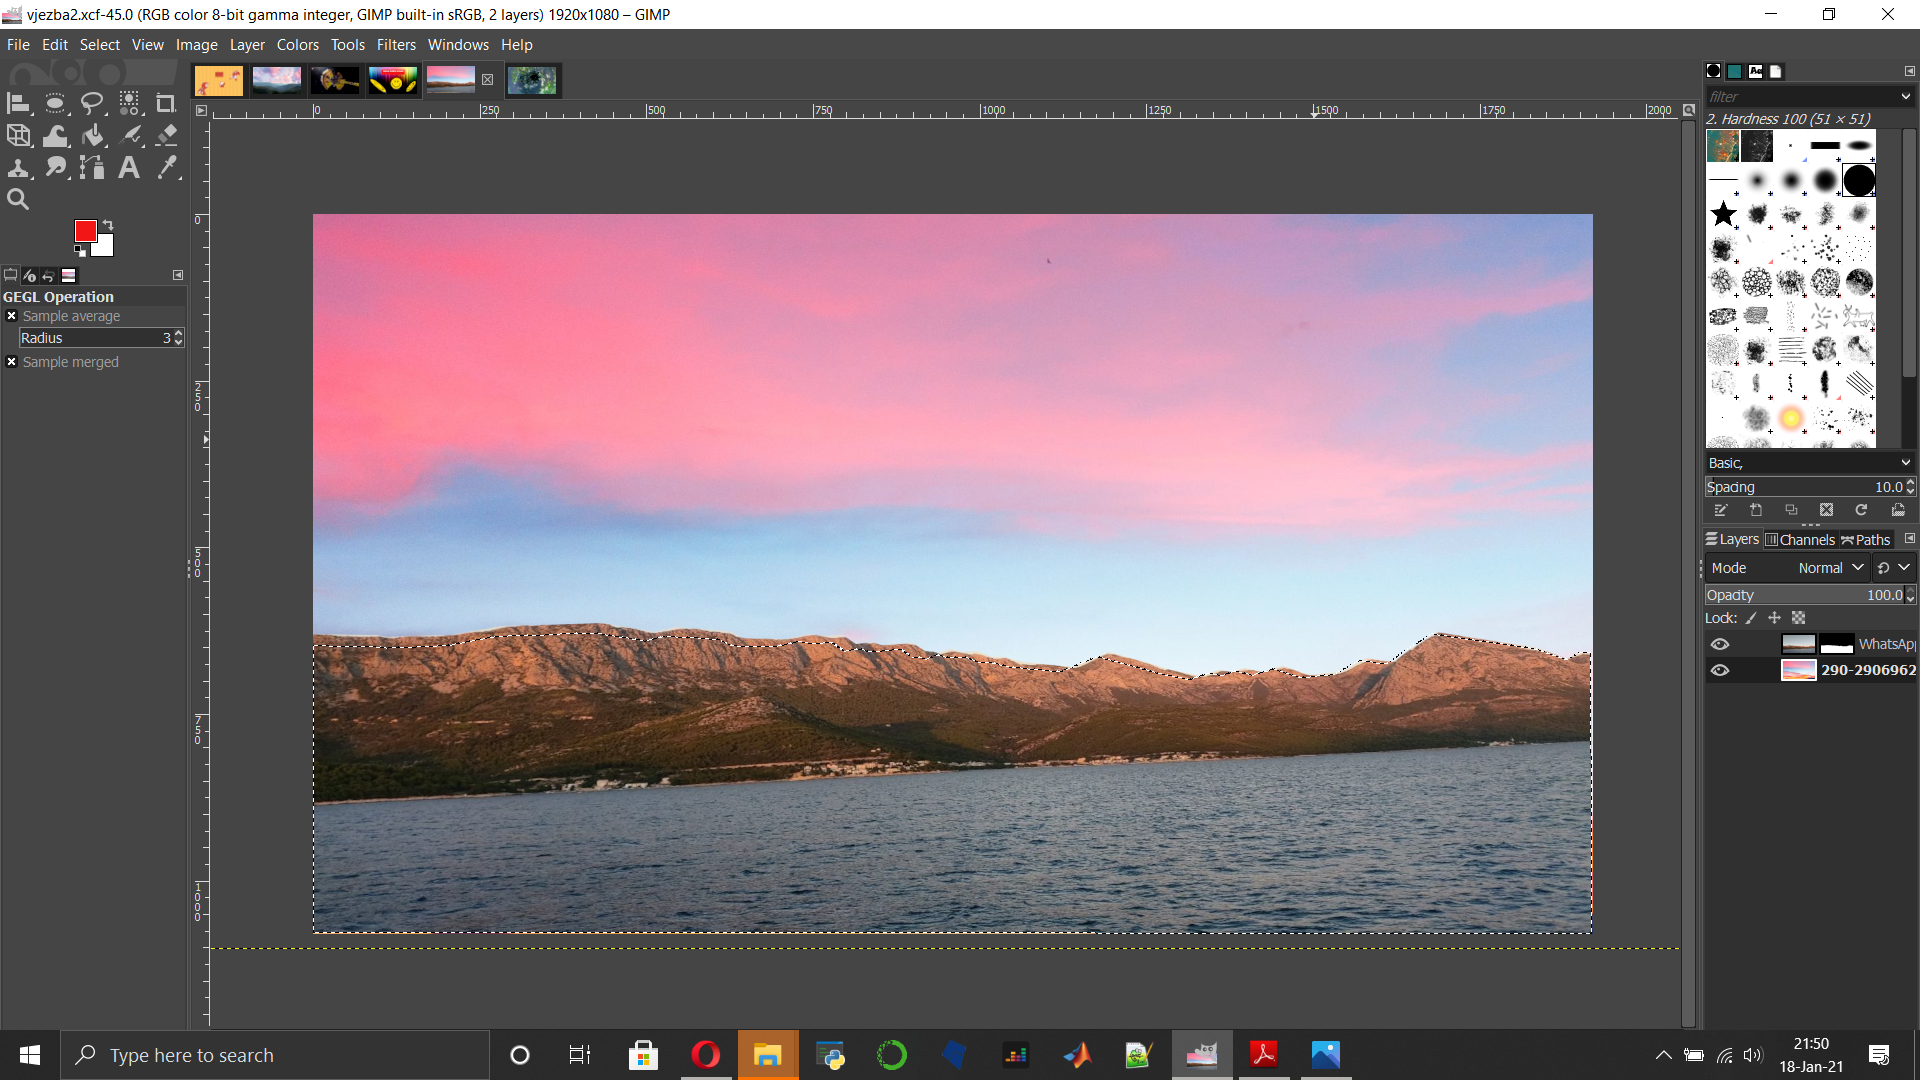 vjezba2.xcf-45.0 (RGB color 8-bit gamma integer, GIMP built-in sRGB, 2 layers) 1920x1080 – GIMP
File Edit Select View Image Layer Colors Tools Filters Windows Help
0 250 500 750 1000 1250 1500 1750 2000
filter
2. Hardness 100 (51 × 51)
GEGL Operation
Sample average
Radius 3
Sample merged
0
250
500
750
1000
Basic,
Spacing 10.0
Layers Channels Paths
Mode Normal
Opacity 100.0
Lock:
WhatsApp
290-2906962
Type here to search
21:50
18-Jan-21